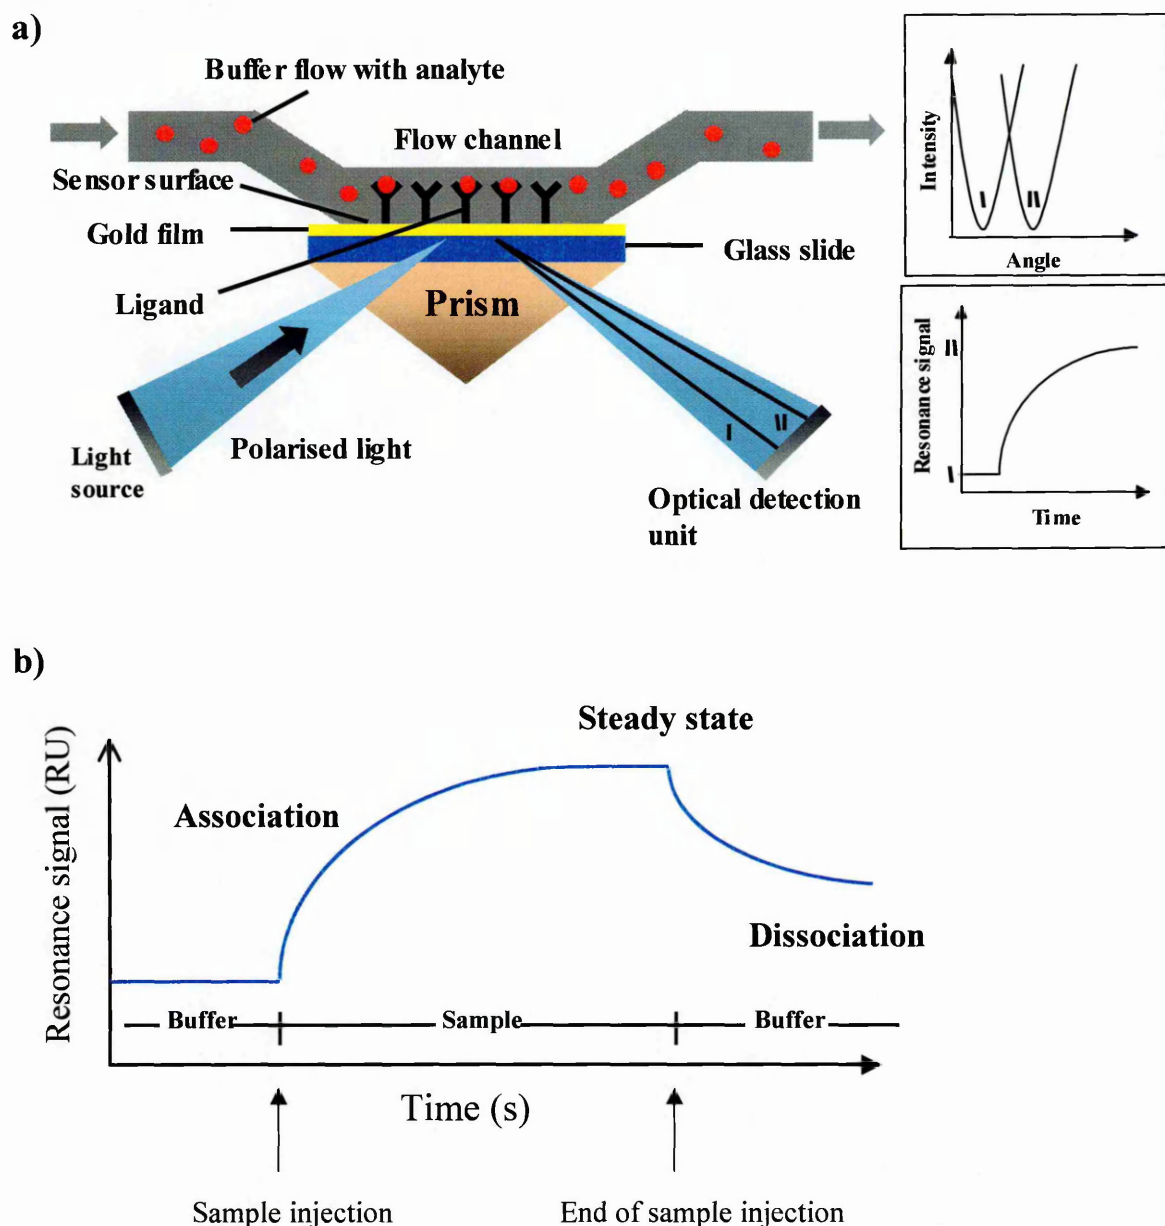 a)
Buffer flow with analyte
Flow channel
Sensor surface
Gold film
Glass slide
Ligand
Prism
Polarised light
Light
source
I
II
Optical detection
unit
Intensity
I
II
Angle
Resonance signal
II
I
Time
b)
Resonance signal (RU)
Steady state
Association
Dissociation
Buffer
Sample
Buffer
Time (s)
Sample injection
End of sample injection